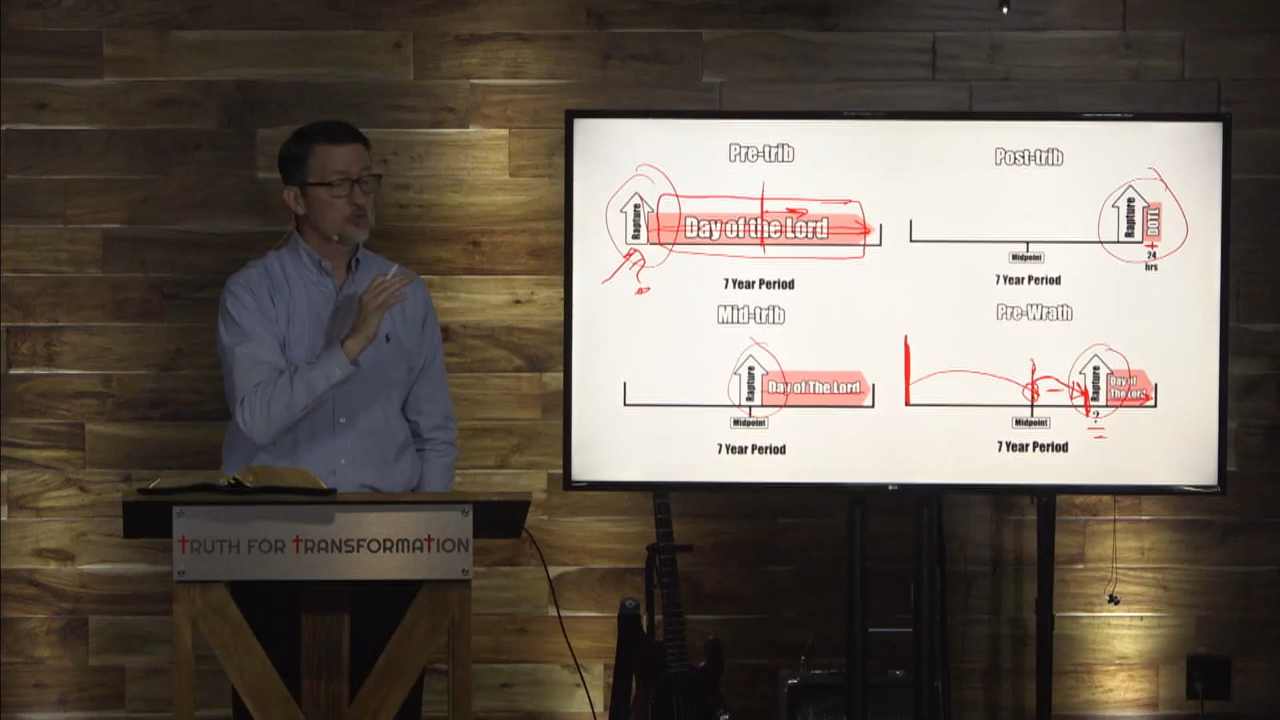 Pre-trib
Rapture
Day of the Lord
7 Year Period
Post-trib
Rapture
DOTL
Midpoint
24
hrs
7 Year Period
Mid-trib
Rapture
Day of The Lord
Midpoint
7 Year Period
Pre-Wrath
Rapture
Day of
The Lord
?
Midpoint
7 Year Period
LG
TRUTH FOR TRANSFORMATION